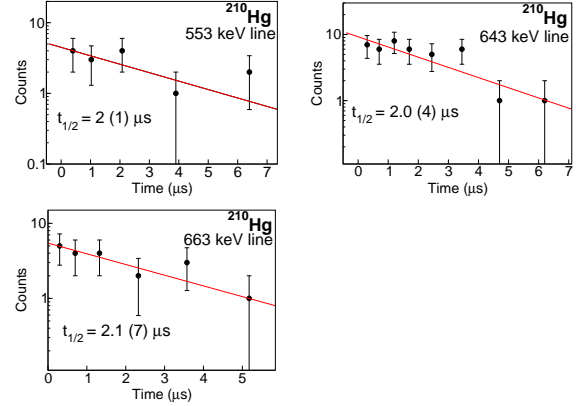 ²¹⁰Hg
553 keV line
10
1
0.1
Counts
t1/2 = 2 (1) μs
0 1 2 3 4 5 6 7
Time (μs)
²¹⁰Hg
643 keV line
10
1
Counts
t1/2 = 2.0 (4) μs
0 1 2 3 4 5 6 7
Time (μs)
²¹⁰Hg
663 keV line
10
1
Counts
t1/2 = 2.1 (7) μs
0 1 2 3 4 5
Time (μs)